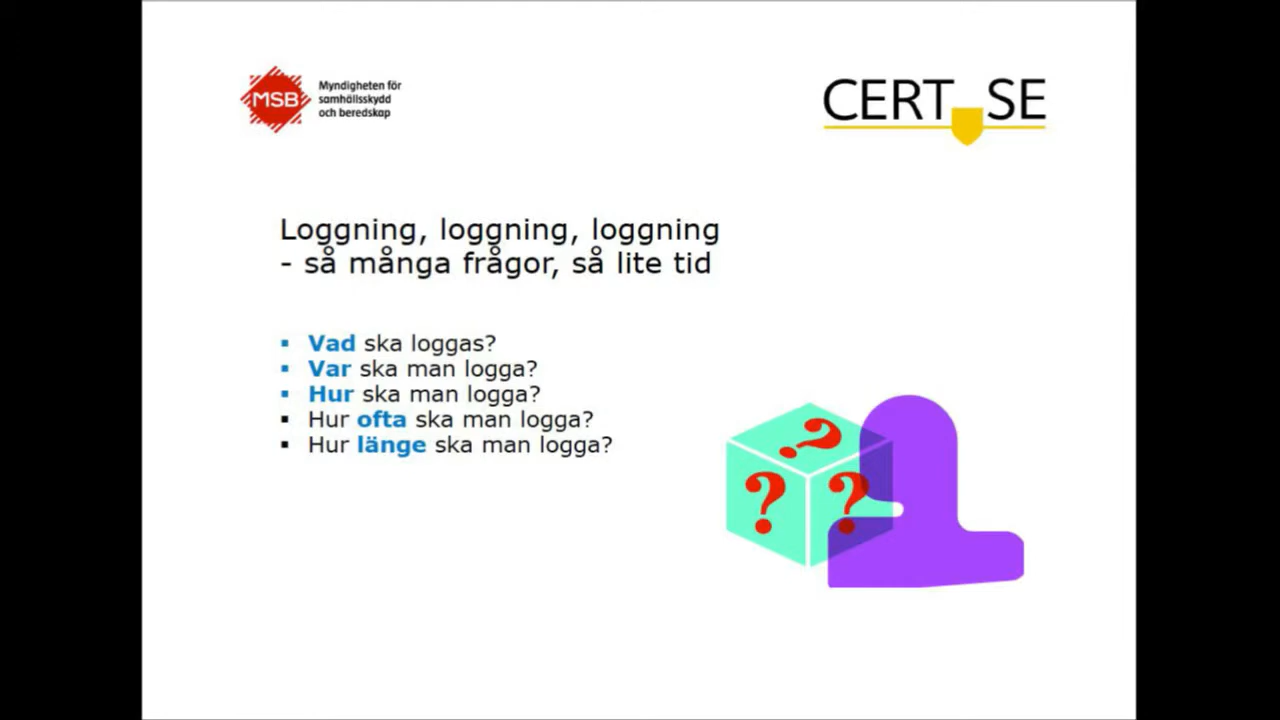 MSB
Myndigheten för
samhällsskydd
och beredskap
CERT SE
Loggning, loggning, loggning
- så många frågor, så lite tid
▪ Vad ska loggas?
▪ Var ska man logga?
▪ Hur ska man logga?
▪ Hur ofta ska man logga?
▪ Hur länge ska man logga?
? ? ?